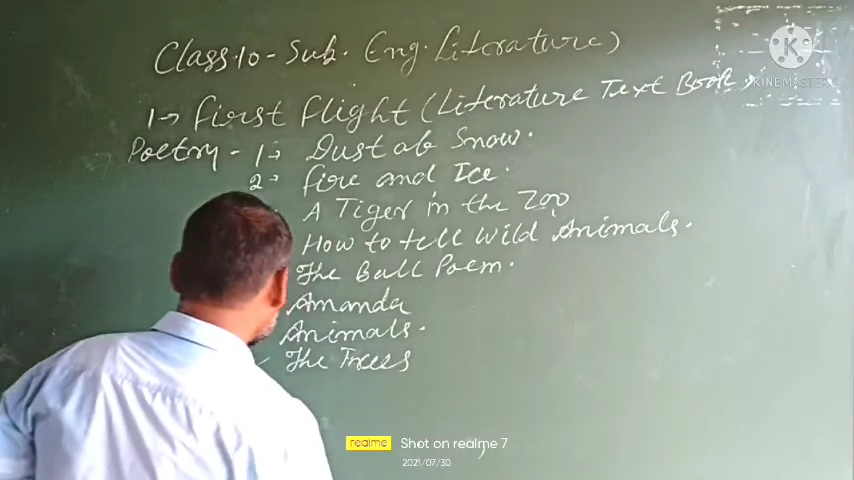 Class.10 - Sub. Eng. Literature)
KINEMASTER
1→ First flight (Literature Text Book.)
Poetry - 1→ Dust of Snow.
2→ Fire and Ice.
A Tiger in the Zoo
How to tell Wild Animals.
The Ball Poem.
Amanda
Animals.
The Trees
realme Shot on realme 7
2021/07/30